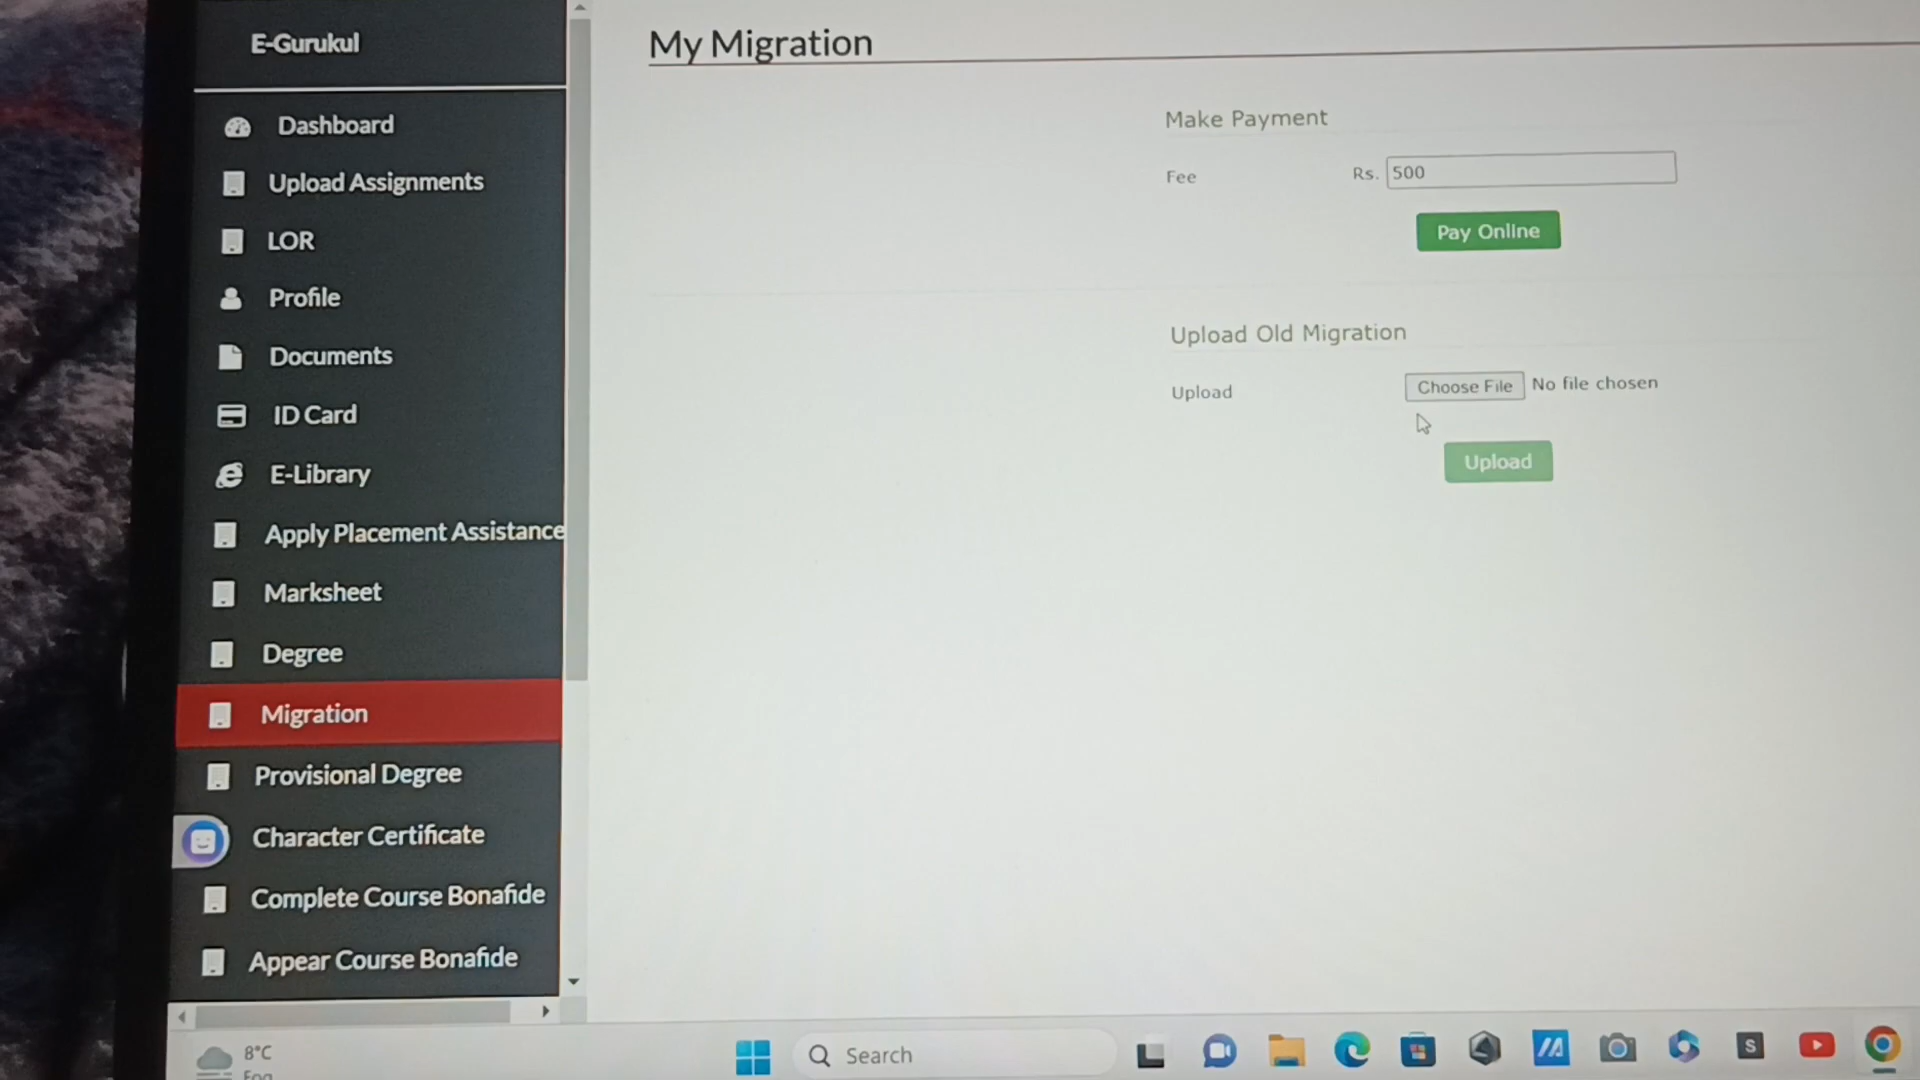 E-Gurukul
Dashboard
Upload Assignments
LOR
Profile
Documents
ID Card
E-Library
Apply Placement Assistance
Marksheet
Degree
Migration
Provisional Degree
Character Certificate
Complete Course Bonafide
Appear Course Bonafide
My Migration
Make Payment
Fee Rs. 500
Pay Online
Upload Old Migration
Upload Choose File No file chosen
Upload
8°C
Fog
Search
S